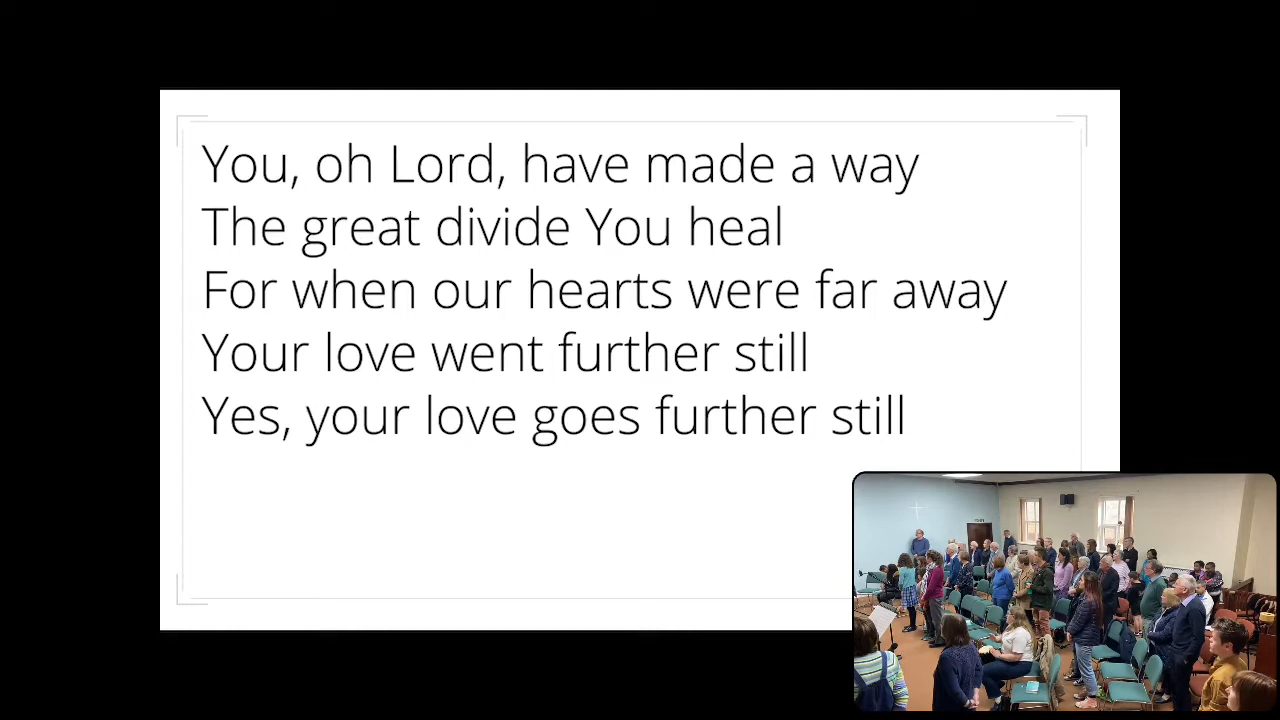 You, oh Lord, have made a way
The great divide You heal
For when our hearts were far away
Your love went further still
Yes, your love goes further still